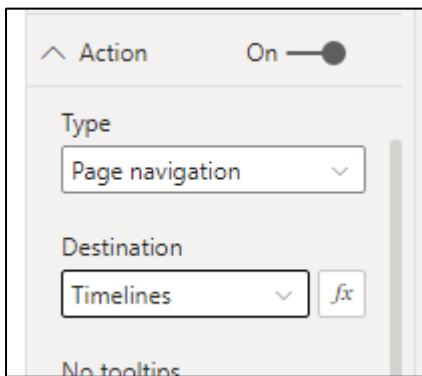 Action On
Type
Page navigation
Destination
Timelines fx
No tooltips